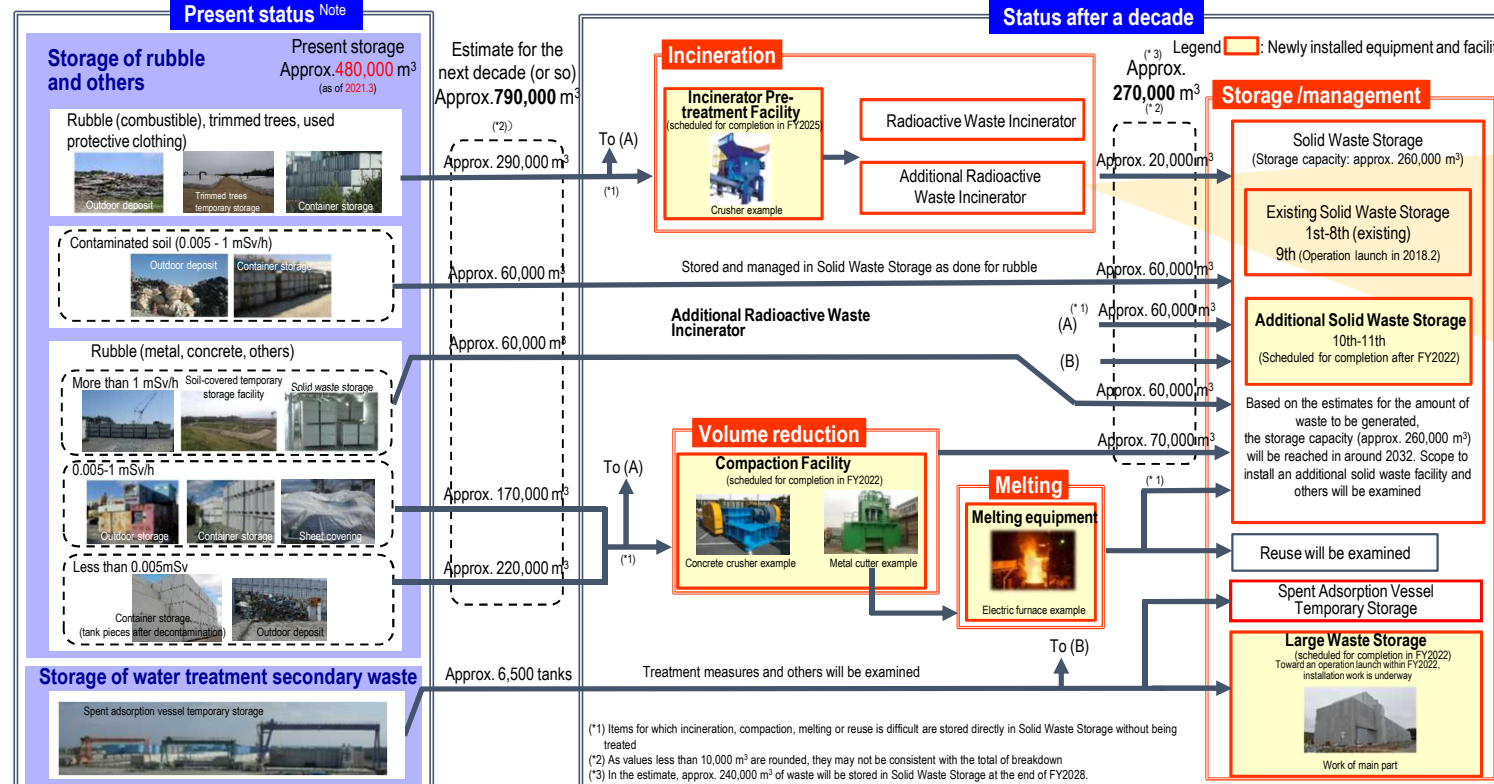 Present status Note
Storage of rubble
and others
Present storage
Approx.480,000 m³
(as of 2021.3)
Rubble (combustible), trimmed trees, used
protective clothing)
Outdoor deposit
Trimmed trees
temporary storage
Container storage
Contaminated soil (0.005 - 1 mSv/h)
Outdoor deposit
Container storage
Rubble (metal, concrete, others)
More than 1 mSv/h
Soil-covered temporary
storage facility
Solid waste storage
0.005-1 mSv/h
Outdoor storage
Container storage
Sheet covering
Less than 0.005mSv
Container storage
(tank pieces after decontamination)
Outdoor deposit
Storage of water treatment secondary waste
Spent adsorption vessel temporary storage
Estimate for the
next decade (or so)
Approx.790,000 m³
(*2)
Approx. 290,000 m³
Approx. 60,000 m³
Approx. 60,000 m³
Approx. 170,000 m³
Approx. 220,000 m³
Approx. 6,500 tanks
Status after a decade
Legend
: Newly installed equipment and facilit
To (A)
(*1)
Incineration
Incinerator Pre-
treatment Facility
(scheduled for completion in FY2025)
Crusher example
Radioactive Waste Incinerator
Additional Radioactive
Waste Incinerator
Stored and managed in Solid Waste Storage as done for rubble
Additional Radioactive Waste
Incinerator
To (A)
(*1)
Volume reduction
Compaction Facility
(scheduled for completion in FY2022)
Concrete crusher example
Metal cutter example
Melting
Melting equipment
Electric furnace example
Treatment measures and others will be examined
To (B)
(* 3)
Approx.
270,000 m³
(* 2)
Approx. 20,000 m³
Approx. 60,000 m³
(* 1)
(A)
Approx. 60,000 m³
(B)
Approx. 60,000 m³
Approx. 70,000 m³
(* 1)
Storage /management
Solid Waste Storage
(Storage capacity: approx. 260,000 m³)
Existing Solid Waste Storage
1st-8th (existing)
9th (Operation launch in 2018.2)
Additional Solid Waste Storage
10th-11th
(Scheduled for completion after FY2022)
Based on the estimates for the amount of
waste to be generated,
the storage capacity (approx. 260,000 m³)
will be reached in around 2032. Scope to
install an additional solid waste facility and
others will be examined
Reuse will be examined
Spent Adsorption Vessel
Temporary Storage
Large Waste Storage
(scheduled for completion in FY2022)
Toward an operation launch within FY2022,
installation work is underway
Work of main part
(*1) Items for which incineration, compaction, melting or reuse is difficult are stored directly in Solid Waste Storage without being
treated
(*2) As values less than 10,000 m³ are rounded, they may not be consistent with the total of breakdown
(*3) In the estimate, approx. 240,000 m³ of waste will be stored in Solid Waste Storage at the end of FY2028.